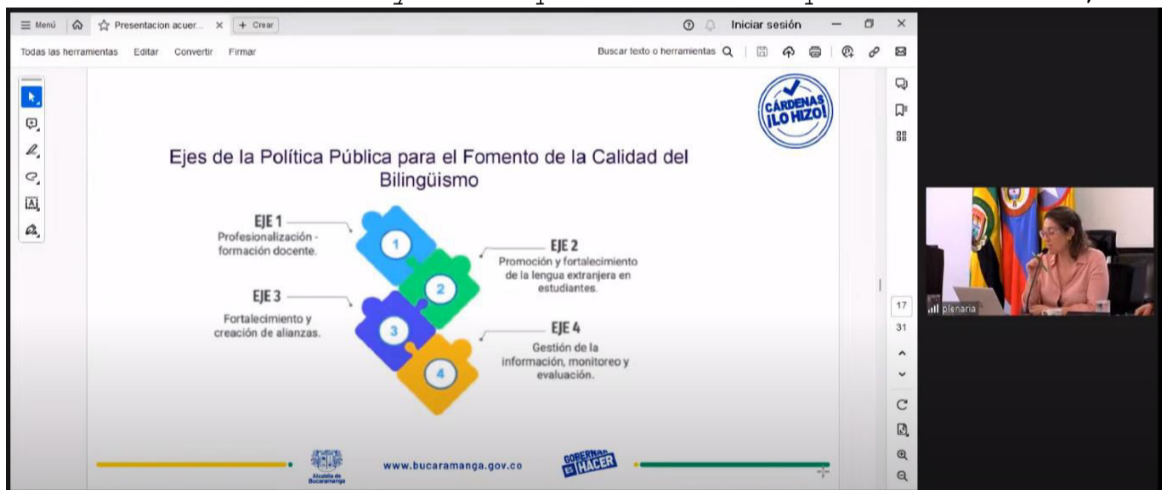 Menú
Presentacion acuer...
+ Crear
Iniciar sesión
Todas las herramientas Editar Convertir Firmar
Buscar texto o herramientas
CÁRDENAS
¡LO HIZO!
Ejes de la Política Pública para el Fomento de la Calidad del
Bilingüismo
EJE 1
Profesionalización -
formación docente.
1
EJE 2
Promoción y fortalecimiento
de la lengua extranjera en
estudiantes.
2
EJE 3
Fortalecimiento y
creación de alianzas.
3
EJE 4
Gestión de la
información, monitoreo y
evaluación.
4
17
31
plenaria
Alcaldía de
Bucaramanga
www.bucaramanga.gov.co
GOBERNAR
ES HACER